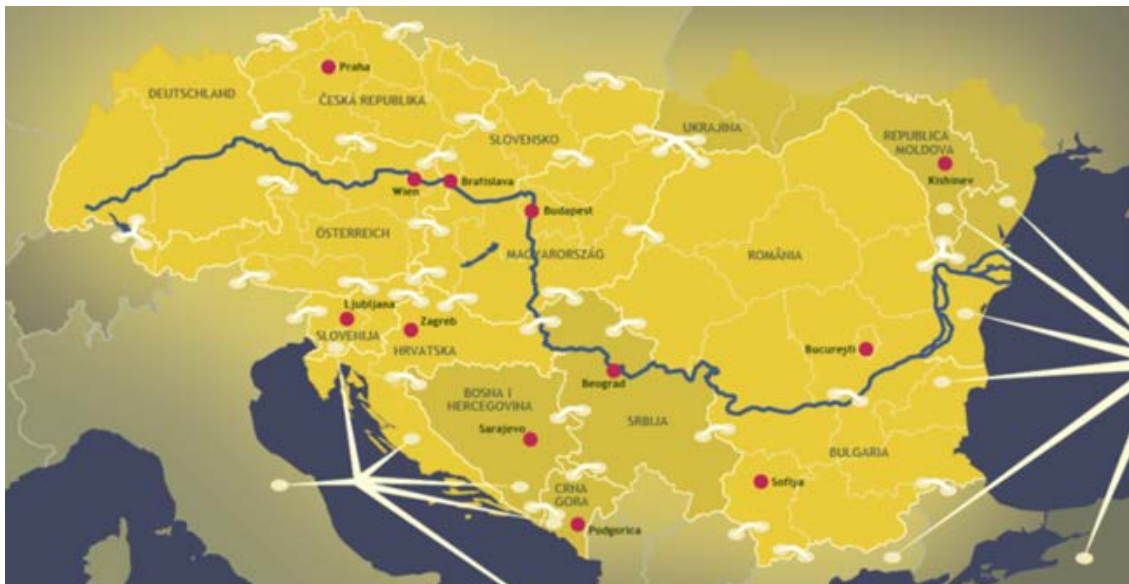 Praha
DEUTSCHLAND
ČESKÁ REPUBLIKA
UKRAJINA
SLOVENSKO
REPUBLICA
MOLDOVA
Kishinev
Wien
Bratislava
Budapest
ÖSTERREICH
MAGYARORSZÁG
ROMÂNIA
Ljubljana
SLOVENIJA
Zagreb
HRVATSKA
Bucureşti
Beograd
BOSNA I
HERCEGOVINA
SRBIJA
Sarajevo
BULGARIA
CRNA
GORA
Sofiya
Podgorica